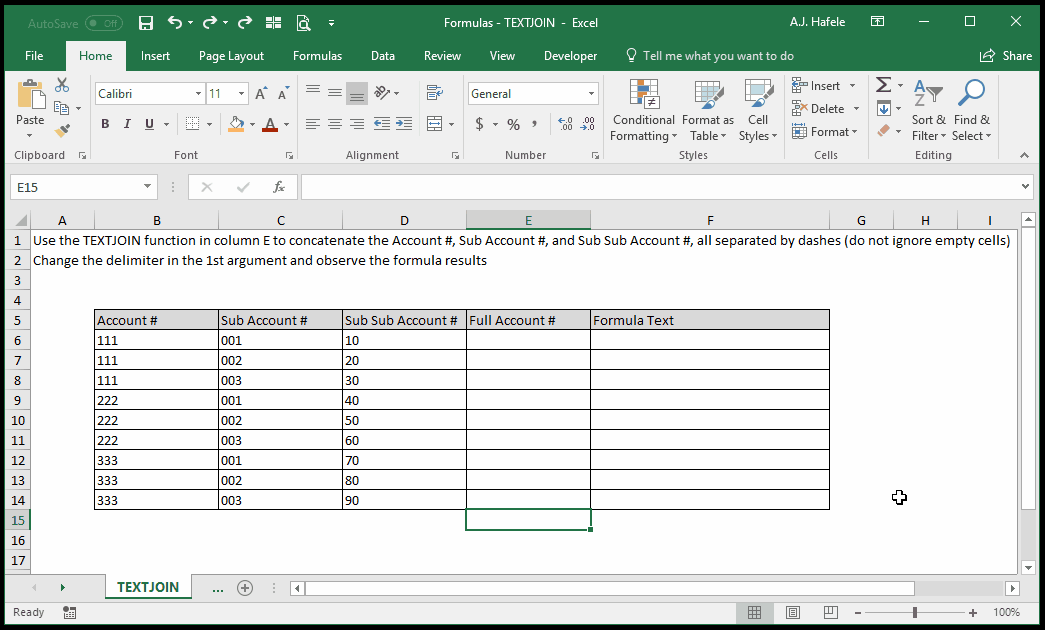 AutoSave Off Formulas - TEXTJOIN - Excel A.J. Hafele
File Home Insert Page Layout Formulas Data Review View Developer Tell me what you want to do Share
Calibri 11 General Insert
Paste Conditional Format as Cell Delete Sort & Find &
B I U $ % , Formatting Table Styles Format Filter Select
Clipboard Font Alignment Number Styles Cells Editing
E15 fx
A B C D E F G H I
1 Use the TEXTJOIN function in column E to concatenate the Account #, Sub Account #, and Sub Sub Account #, all separated by dashes (do not ignore empty cells)
2 Change the delimiter in the 1st argument and observe the formula results
3
4
5 Account # Sub Account # Sub Sub Account # Full Account # Formula Text
6 111 001 10
7 111 002 20
8 111 003 30
9 222 001 40
10 222 002 50
11 222 003 60
12 333 001 70
13 333 002 80
14 333 003 90
15
16
17
TEXTJOIN ...
Ready 100%